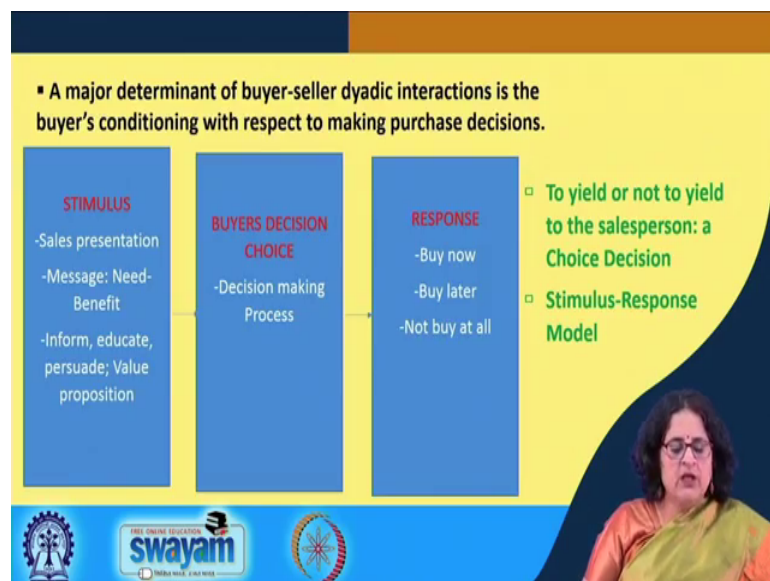 ▪ A major determinant of buyer-seller dyadic interactions is the
buyer's conditioning with respect to making purchase decisions.
STIMULUS
-Sales presentation
-Message: Need-
Benefit
-Inform, educate,
persuade; Value
proposition
BUYERS DECISION
CHOICE
-Decision making
Process
RESPONSE
-Buy now
-Buy later
-Not buy at all
▫ To yield or not to yield
to the salesperson: a
Choice Decision
▫ Stimulus-Response
Model
FREE ONLINE EDUCATION
swayam